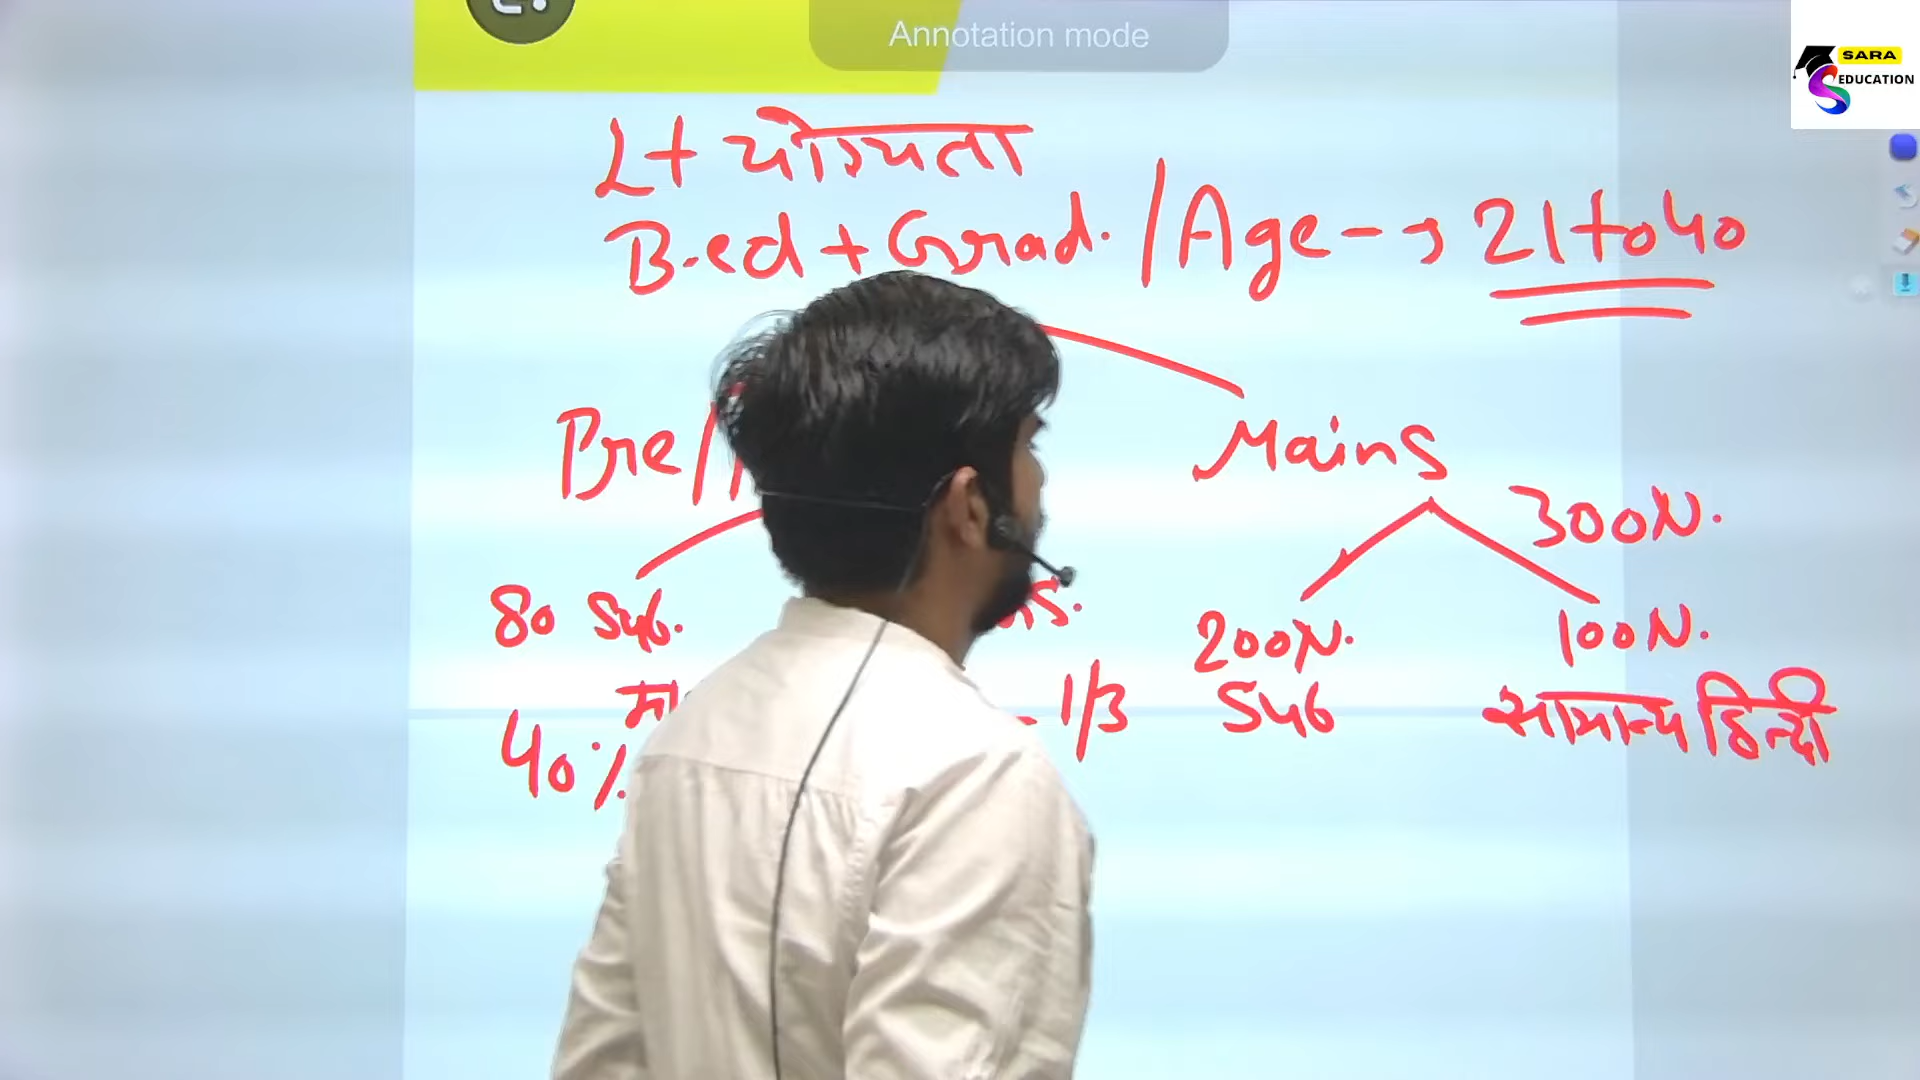 Annotation mode
SARA
EDUCATION
Lt योग्यता
B.ed + Grad. / Age → 21 to 40
Pre/
Mains
300N.
80 Sub.
200N.
100N.
Sub
सामान्य हिन्दी
1/3
40%